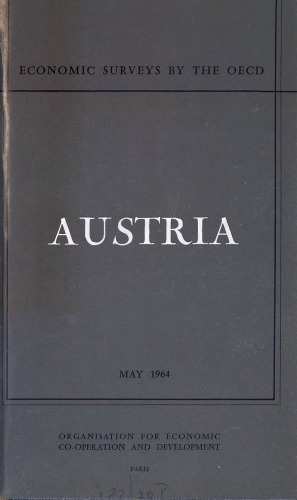 ECONOMIC SURVEYS BY THE OECD
AUSTRIA
MAY 1964
ORGANISATION FOR ECONOMIC
CO-OPERATION AND DEVELOPMENT
PARIS